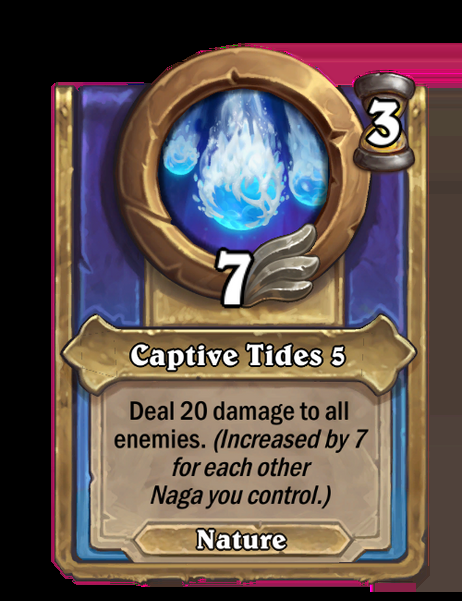 3
7
Captive Tides 5
Deal 20 damage to all
enemies. (Increased by 7
for each other
Naga you control.)
Nature